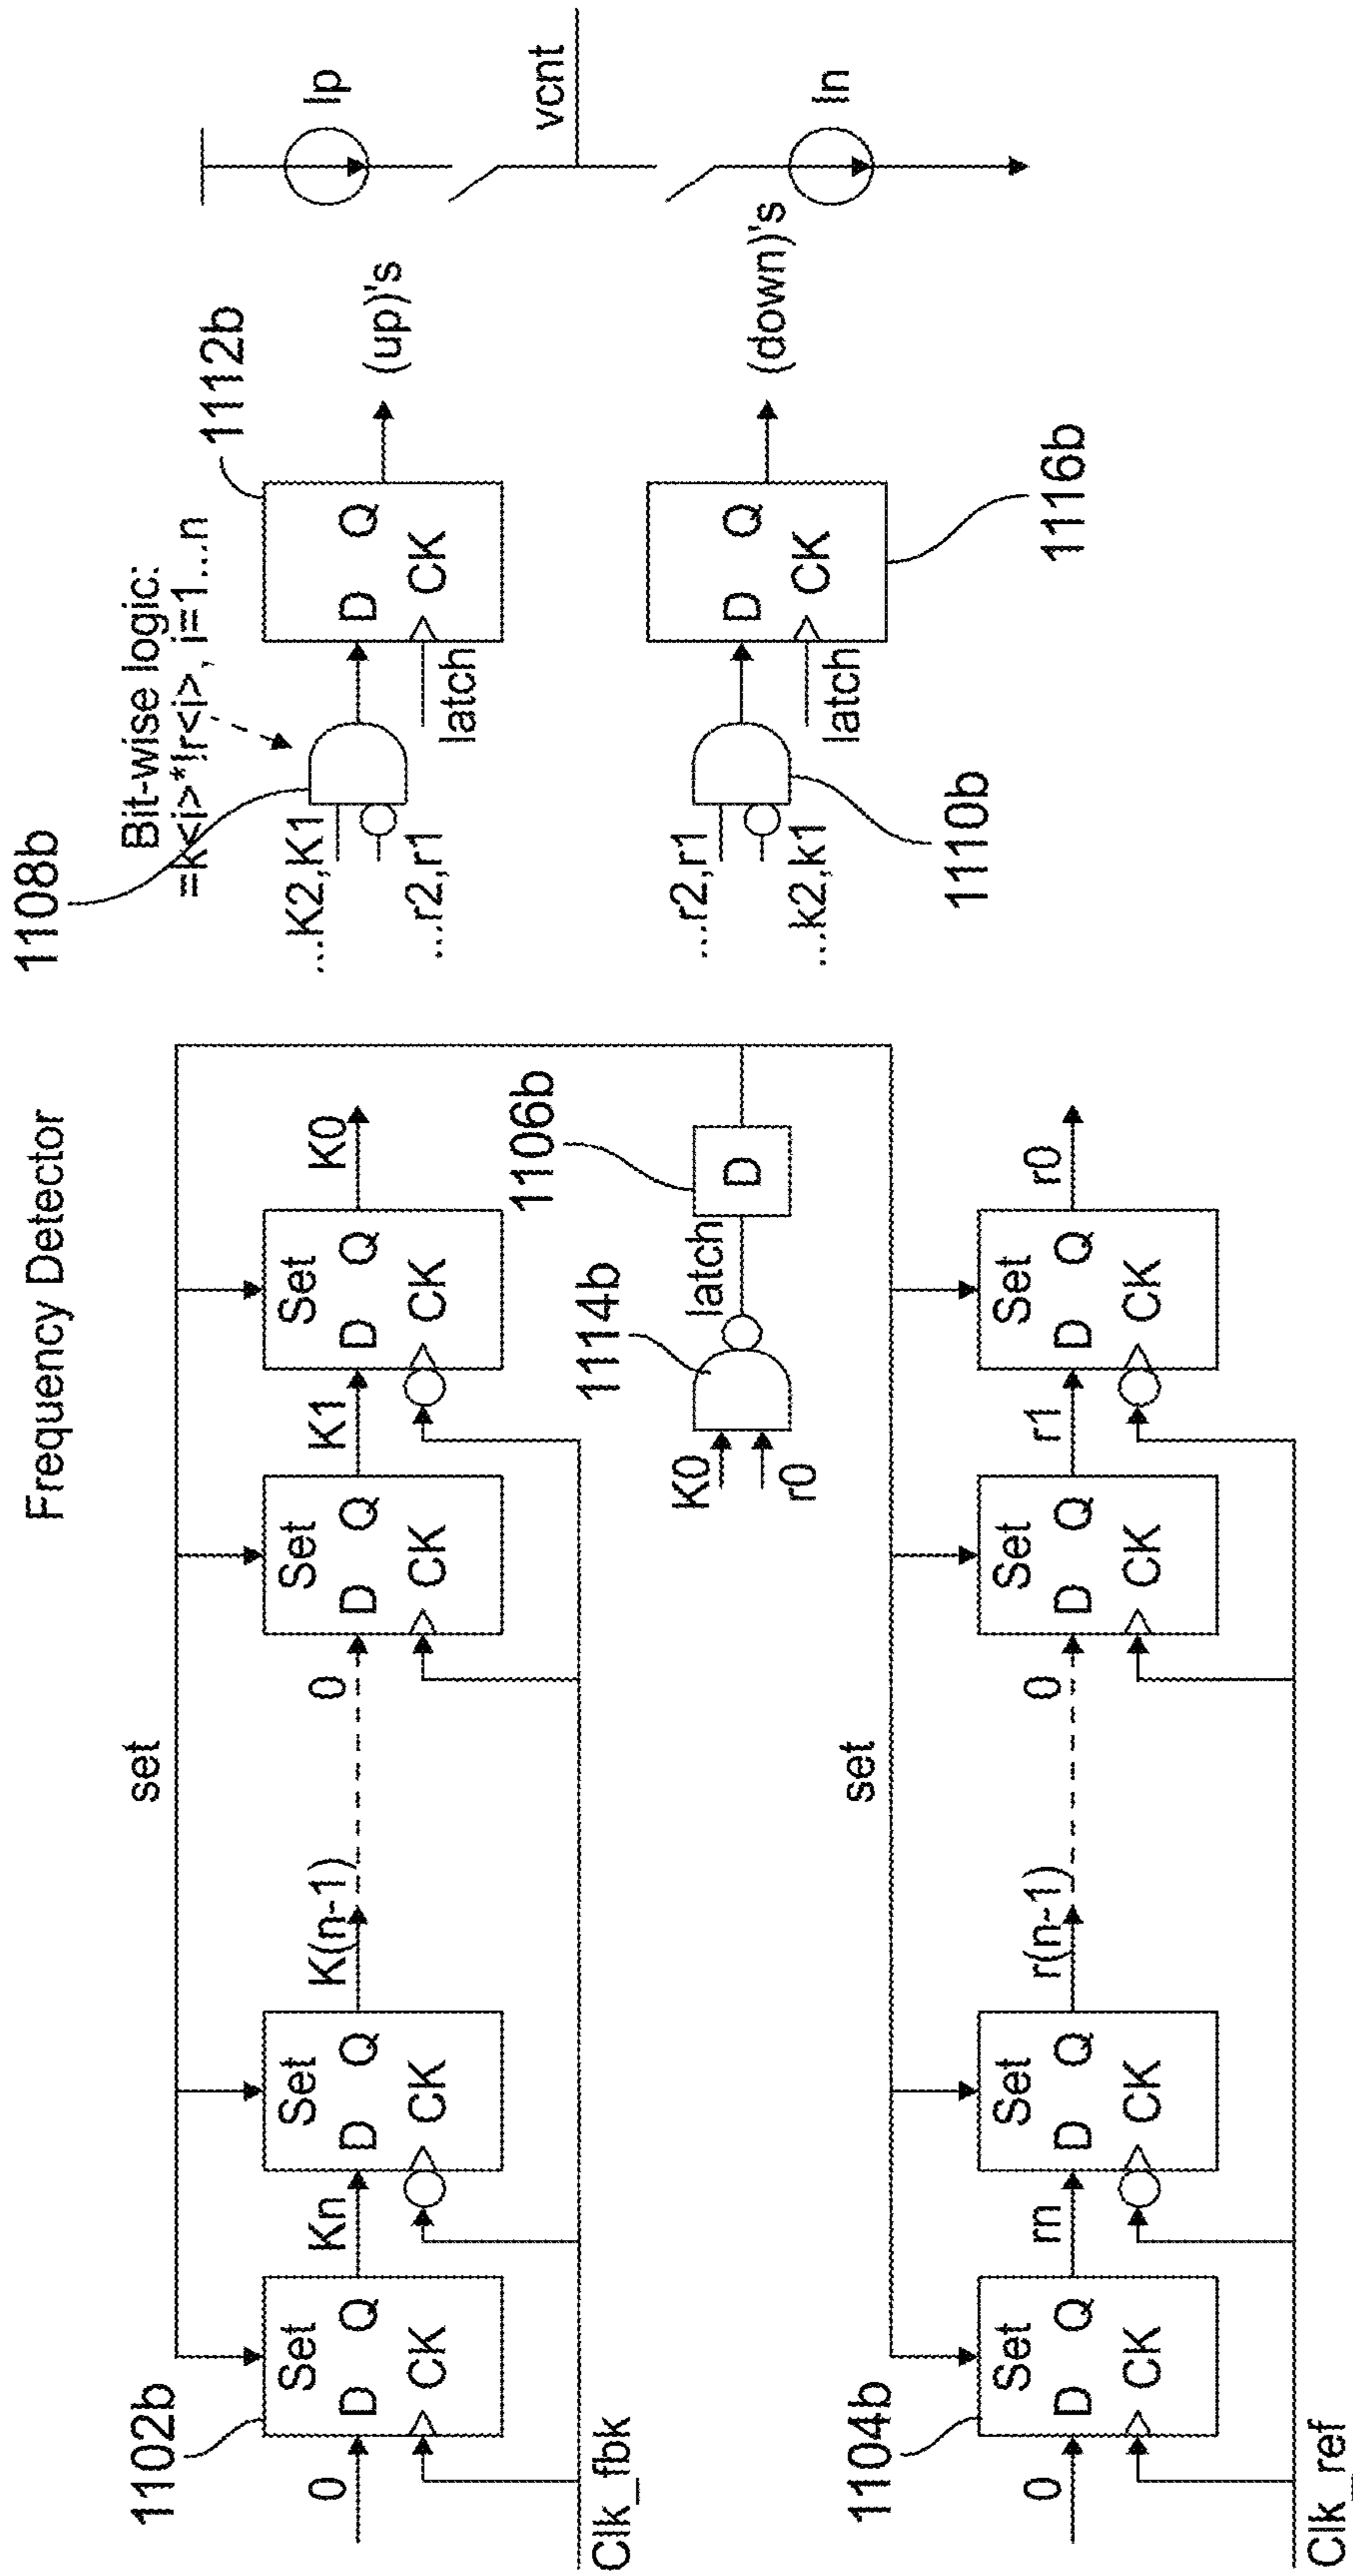 Frequency Detector
set
1102b
Set
D Q
CK
0
Kn
Set
D Q
CK
K(n-1)
0
Set
D Q
CK
K1
Set
D Q
CK
K0
Clk_fbk
K0
r0
1114b
latch
D
1106b
set
1104b
Set
D Q
CK
0
rn
Set
D Q
CK
r(n-1)
0
Set
D Q
CK
r1
Set
D Q
CK
r0
Clk_ref
1108b
Bit-wise logic:
=k<i>*!r<i>, i=1...n
...K2,K1
...r2,r1
latch
D Q
CK
1112b
(up)'s
...r2,r1
...k2,k1
1110b
latch
D Q
CK
1116b
(down)'s
Ip
vcnt
In